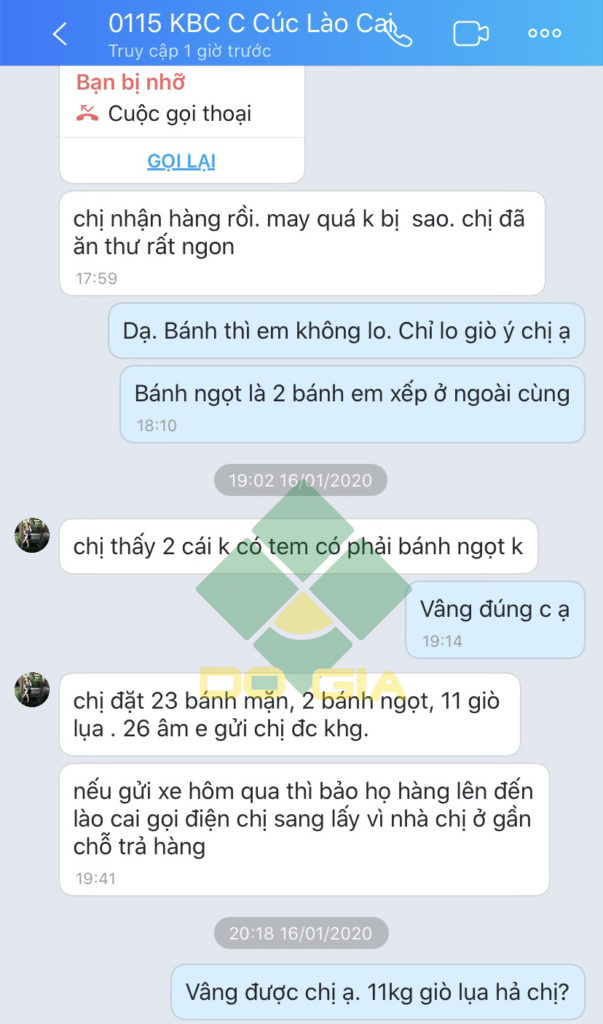 0115 KBC C Cúc Lào Cai
Truy cập 1 giờ trước
Bạn bị nhỡ
Cuộc gọi thoại
GỌI LẠI
chị nhận hàng rồi. may quá k bị sao. chị đã
ăn thư rất ngon
17:59
Dạ. Bánh thì em không lo. Chỉ lo giò ý chị ạ
Bánh ngọt là 2 bánh em xếp ở ngoài cùng
18:10
19:02 16/01/2020
chị thấy 2 cái k có tem có phải bánh ngọt k
Vâng đúng c ạ
19:14
DO GIA
chị đặt 23 bánh mặn, 2 bánh ngọt, 11 giò
lụa . 26 âm e gửi chị đc khg.
nếu gửi xe hôm qua thì bảo họ hàng lên đến
lào cai gọi điện chị sang lấy vì nhà chị ở gần
chỗ trả hàng
19:41
20:18 16/01/2020
Vâng được chị ạ. 11kg giò lụa hả chị?